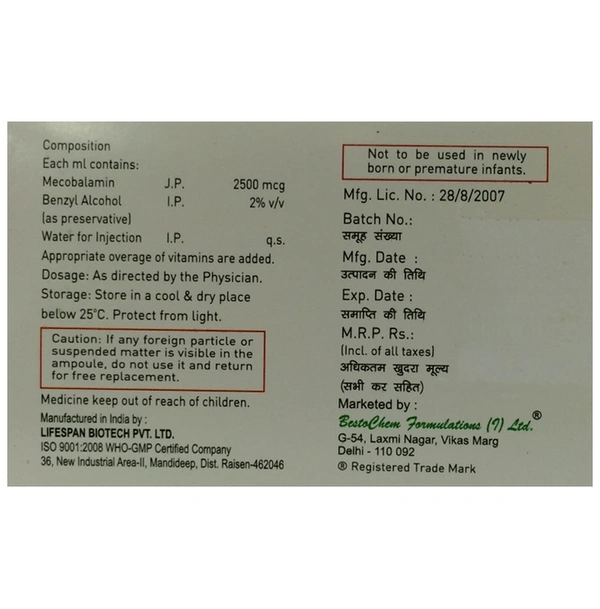 Composition
Each ml contains:
Mecobalamin J.P. 2500 mcg
Benzyl Alcohol I.P. 2% v/v
(as preservative)
Water for Injection I.P. q.s.
Appropriate overage of vitamins are added.
Dosage: As directed by the Physician.
Storage: Store in a cool & dry place
below 25°C. Protect from light.
Caution: If any foreign particle or
suspended matter is visible in the
ampoule, do not use it and return
for free replacement.
Medicine keep out of reach of children.
Manufactured in India by :
LIFESPAN BIOTECH PVT. LTD.
ISO 9001:2008 WHO-GMP Certified Company
36, New Industrial Area-II, Mandideep, Dist. Raisen-462046
Not to be used in newly
born or premature infants.
Mfg. Lic. No. : 28/8/2007
Batch No.:
समूह संख्या
Mfg. Date :
उत्पादन की तिथि
Exp. Date :
समाप्ति की तिथि
M.R.P. Rs.:
(Incl. of all taxes)
अधिकतम खुदरा मूल्य
(सभी कर सहित)
Marketed by :
BestoChem Formulations (I) Ltd.®
G-54, Laxmi Nagar, Vikas Marg
Delhi - 110 092
® Registered Trade Mark